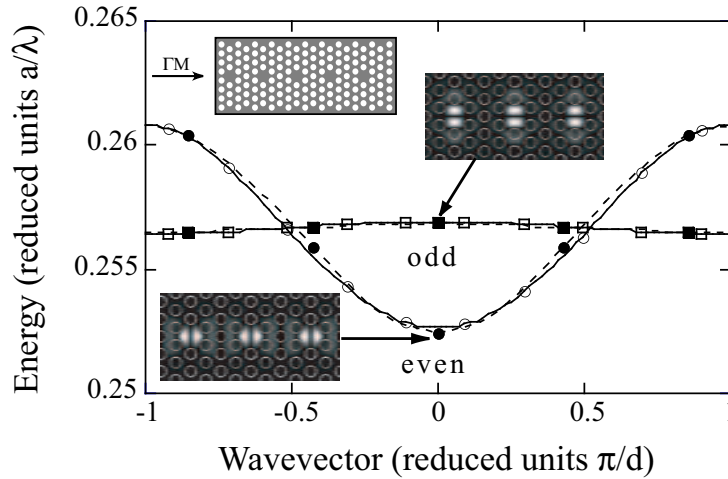 0.265
ΓM
0.26
odd
0.255
even
0.25
-1
-0.5
0
0.5
1
Energy (reduced units a/λ)
Wavevector (reduced units π/d)